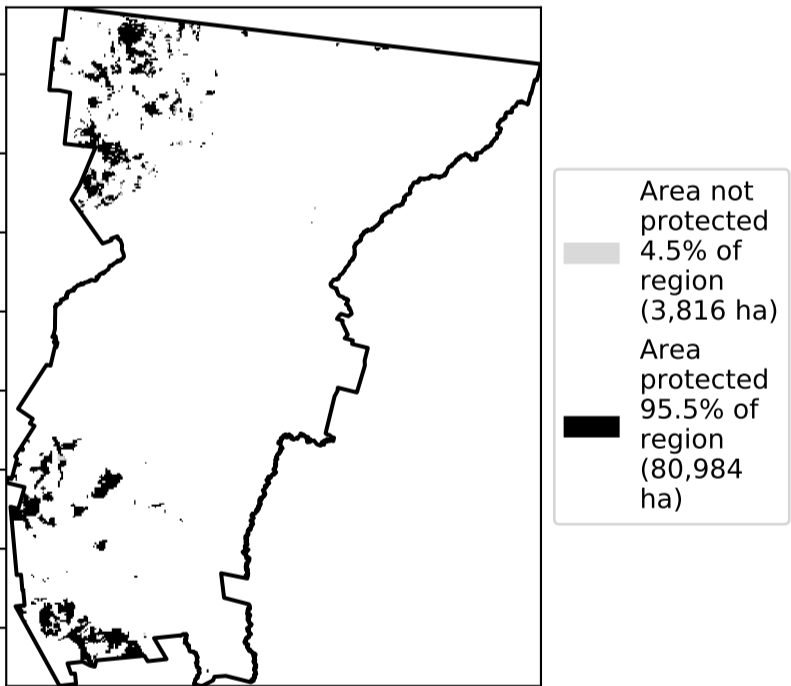 Area not
protected
4.5% of
region
(3,816 ha)
Area
protected
95.5% of
region
(80,984
ha)